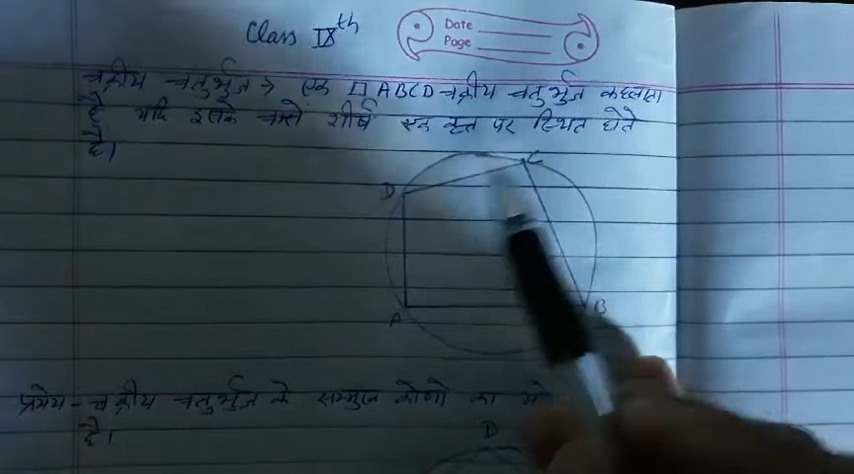 Class IXth
Date
Page
चक्रीय चतुर्भुज → एक □ ABCD चक्रीय चतुर्भुज कहलाता
है यदि इसके चारो शीर्ष एक वृत्त पर स्थित होते
है।
C
D
A
B
प्रमेय - चक्रीय चतुर्भुज के सम्मुख कोणो का
है।
D